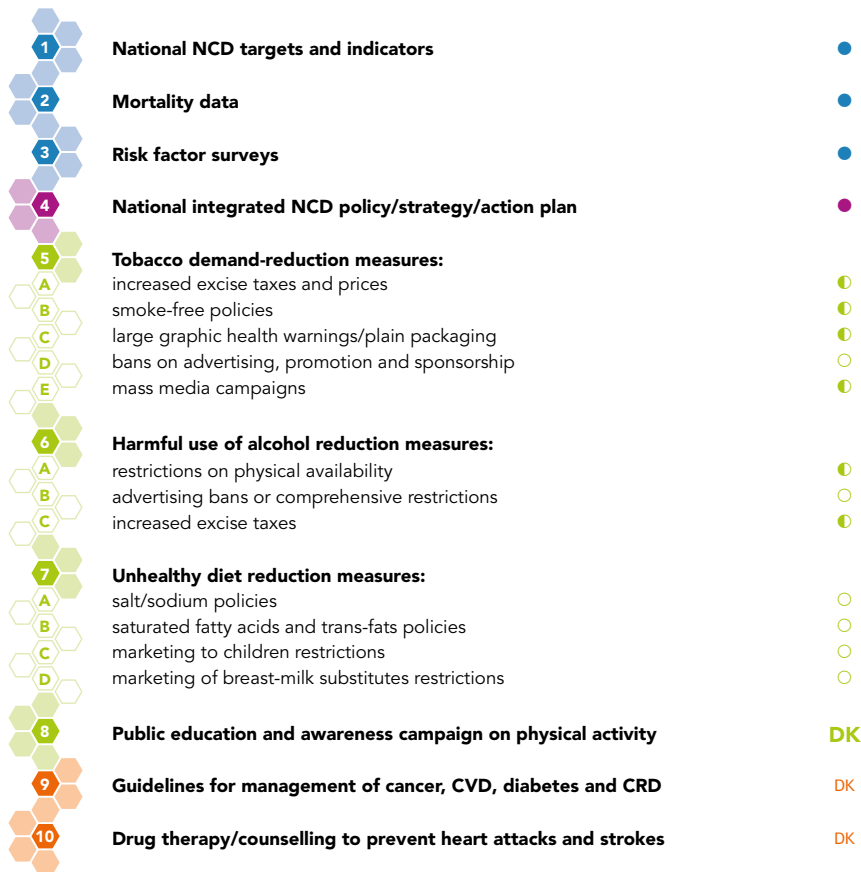 1 National NCD targets and indicators
2 Mortality data
3 Risk factor surveys
4 National integrated NCD policy/strategy/action plan
5 Tobacco demand-reduction measures:
A increased excise taxes and prices
B smoke-free policies
C large graphic health warnings/plain packaging
D bans on advertising, promotion and sponsorship
E mass media campaigns
6 Harmful use of alcohol reduction measures:
A restrictions on physical availability
B advertising bans or comprehensive restrictions
C increased excise taxes
7 Unhealthy diet reduction measures:
A salt/sodium policies
B saturated fatty acids and trans-fats policies
C marketing to children restrictions
D marketing of breast-milk substitutes restrictions
8 Public education and awareness campaign on physical activity DK
9 Guidelines for management of cancer, CVD, diabetes and CRD DK
10 Drug therapy/counselling to prevent heart attacks and strokes DK